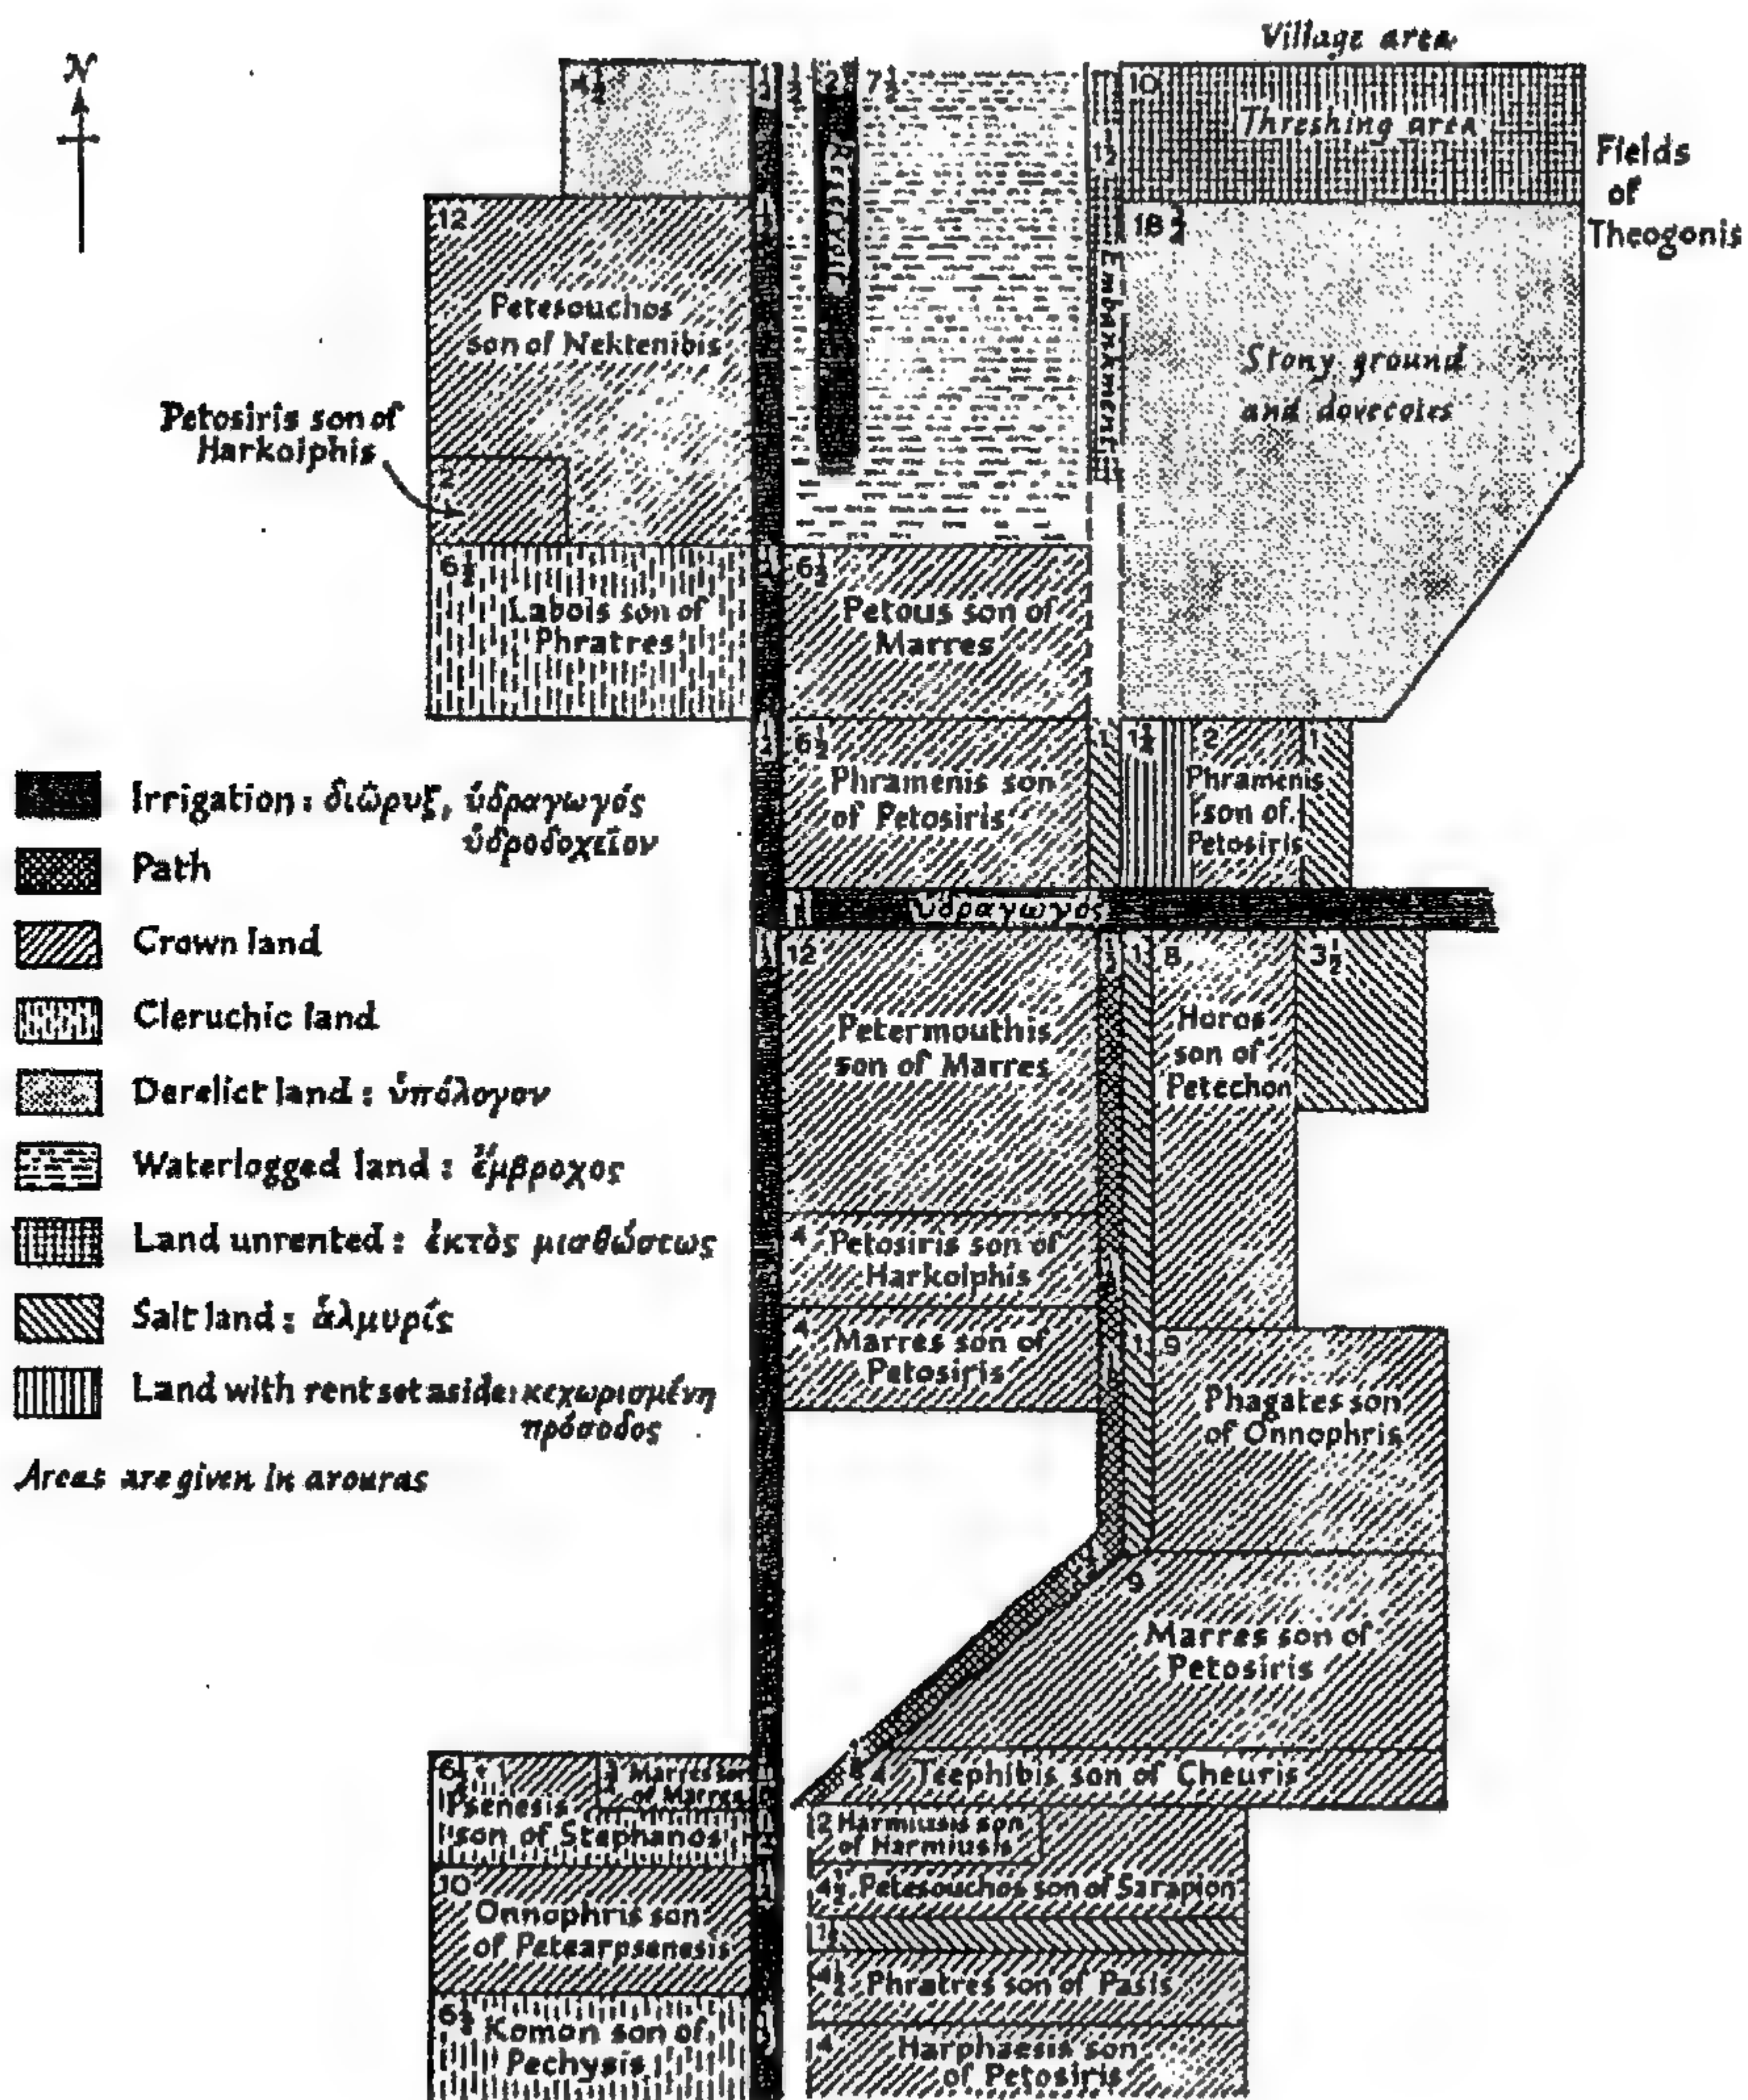 Village area
N
10
Threshing area
Fields
of
Theogonis
12
Petesouchos
son of Nektenibis
Embankment
Stony ground
and dovecotes
Petosiris son of
Harkoiphis
2
6½
Labois son of
Phratres
6½
Petous son of
Marres
6½
Phramenis son
of Petosiris
1
2
Phramenis
son of
Petosiris
1
ὑδραγωγός
12
Petermouthis
son of Marres
1
8
Horos
son of
Petechon
3½
4
Petosiris son of
Harkoiphis
4
Marres son of
Petosiris
1
9
Phagates son
of Onnophris
9
Marres son of
Petosiris
4
Teephibis son of Cheuris
Marres son
of Marres
Psenesis
son of Stephanos
2
Harmiusis son
of Harmiusis
4½
Petesouchos son of Sarapion
10
Onnophris son
of Petearpsenesis
4½
Phratres son of Pasis
6½
Komon son of
Pechysis
4
Harphaesis son
of Petosiris
Irrigation: διῶρυξ, ὑδραγωγός
ὑδροδοχεῖον
Path
Crown land
Cleruchic land
Derelict land: ὑπόλογον
Waterlogged land: ἔμβροχος
Land unrented: ἐκτὸς μισθώσεως
Salt land: ἁλμυρίς
Land with rent set aside: κεχωρισμένη
πρόσοδος
Areas are given in arouras